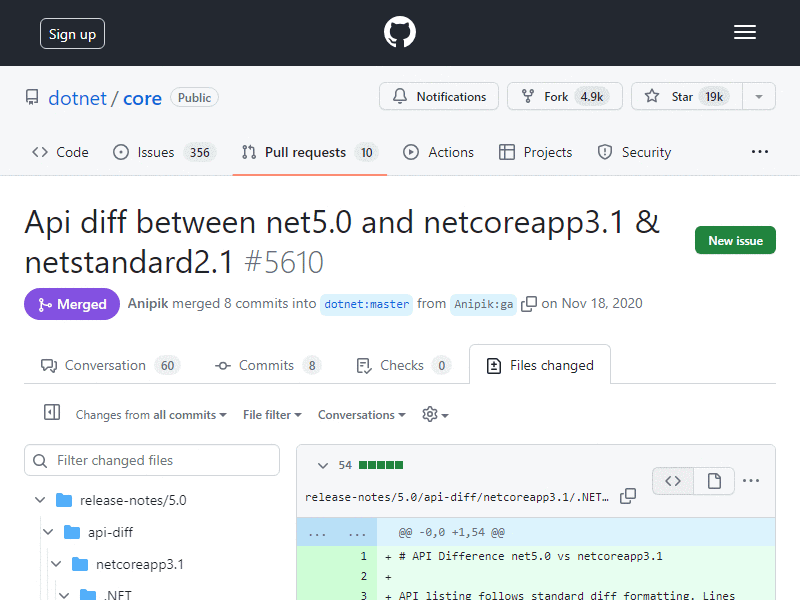 Sign up
dotnet / core Public
Notifications Fork 4.9k Star 19k
Code Issues 356 Pull requests 10 Actions Projects Security
Api diff between net5.0 and netcoreapp3.1 &
netstandard2.1 #5610
New issue
Merged Anipik merged 8 commits into dotnet:master from Anipik:ga on Nov 18, 2020
Conversation 60 Commits 8 Checks 0 Files changed
Changes from all commits File filter Conversations
Filter changed files
54
release-notes/5.0/api-diff/netcoreapp3.1/.NET…
release-notes/5.0
api-diff
netcoreapp3.1
.NET
... ... @@ -0,0 +1,54 @@
1 + # API Difference net5.0 vs netcoreapp3.1
2 +
3 + API listing follows standard diff formatting. Lines